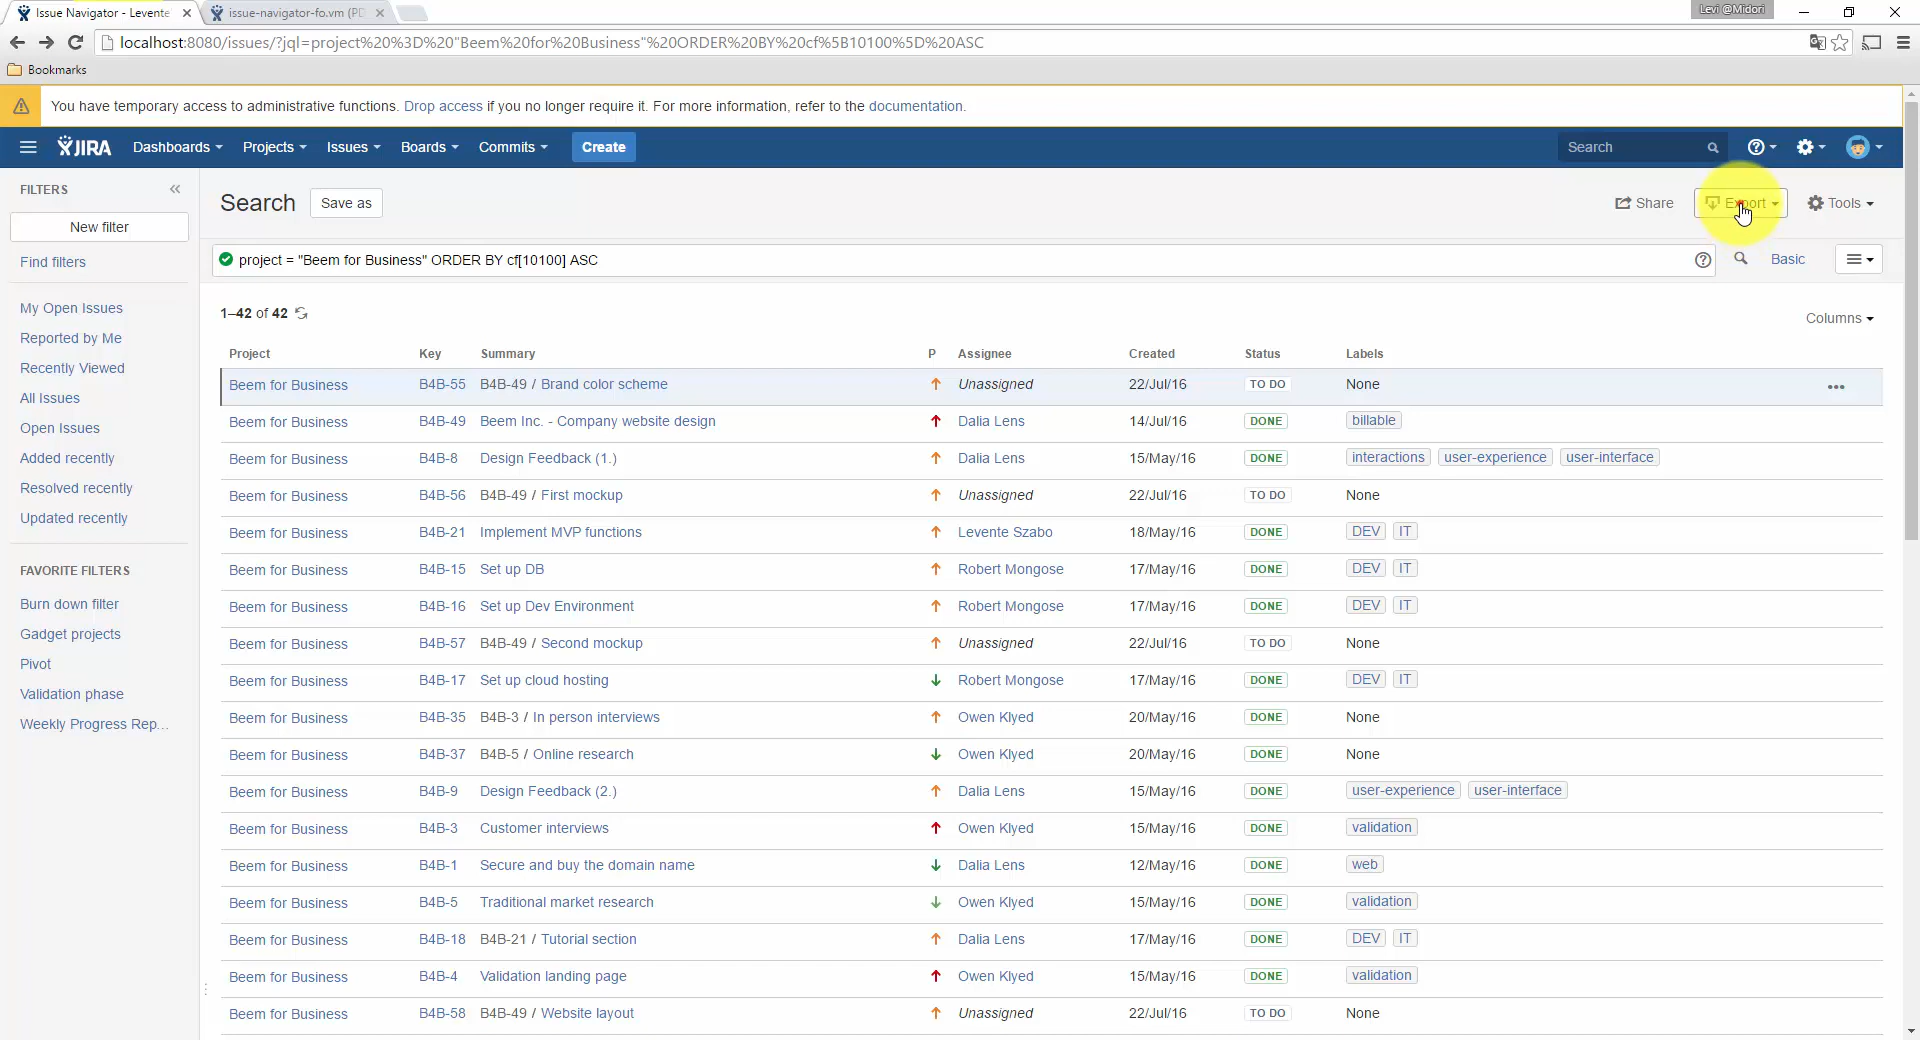 Issue Navigator - Levente
issue-navigator-fo.vm (PD
Levi @Midori
localhost:8080/issues/?jql=project%20%3D%20"Beem%20for%20Business"%20ORDER%20BY%20cf%5B10100%5D%20ASC
Bookmarks
You have temporary access to administrative functions. Drop access if you no longer require it. For more information, refer to the documentation.
JIRA Dashboards Projects Issues Boards Commits Create Search
FILTERS
New filter
Find filters
My Open Issues
Reported by Me
Recently Viewed
All Issues
Open Issues
Added recently
Resolved recently
Updated recently
FAVORITE FILTERS
Burn down filter
Gadget projects
Pivot
Validation phase
Weekly Progress Rep...
Search Save as Share Export Tools
project = "Beem for Business" ORDER BY cf[10100] ASC Basic
1–42 of 42
Columns
Project Key Summary P Assignee Created Status Labels
Beem for Business B4B-55 B4B-49 / Brand color scheme Unassigned 22/Jul/16 TO DO None
Beem for Business B4B-49 Beem Inc. - Company website design Dalia Lens 14/Jul/16 DONE billable
Beem for Business B4B-8 Design Feedback (1.) Dalia Lens 15/May/16 DONE interactions user-experience user-interface
Beem for Business B4B-56 B4B-49 / First mockup Unassigned 22/Jul/16 TO DO None
Beem for Business B4B-21 Implement MVP functions Levente Szabo 18/May/16 DONE DEV IT
Beem for Business B4B-15 Set up DB Robert Mongose 17/May/16 DONE DEV IT
Beem for Business B4B-16 Set up Dev Environment Robert Mongose 17/May/16 DONE DEV IT
Beem for Business B4B-57 B4B-49 / Second mockup Unassigned 22/Jul/16 TO DO None
Beem for Business B4B-17 Set up cloud hosting Robert Mongose 17/May/16 DONE DEV IT
Beem for Business B4B-35 B4B-3 / In person interviews Owen Klyed 20/May/16 DONE None
Beem for Business B4B-37 B4B-5 / Online research Owen Klyed 20/May/16 DONE None
Beem for Business B4B-9 Design Feedback (2.) Dalia Lens 15/May/16 DONE user-experience user-interface
Beem for Business B4B-3 Customer interviews Owen Klyed 15/May/16 DONE validation
Beem for Business B4B-1 Secure and buy the domain name Dalia Lens 12/May/16 DONE web
Beem for Business B4B-5 Traditional market research Owen Klyed 15/May/16 DONE validation
Beem for Business B4B-18 B4B-21 / Tutorial section Dalia Lens 17/May/16 DONE DEV IT
Beem for Business B4B-4 Validation landing page Owen Klyed 15/May/16 DONE validation
Beem for Business B4B-58 B4B-49 / Website layout Unassigned 22/Jul/16 TO DO None